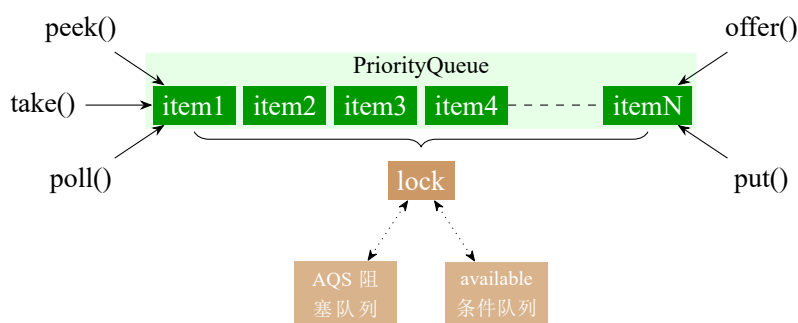 peek()
offer()
PriorityQueue
take()
item1
item2
item3
item4
itemN
poll()
put()
lock
AQS 阻
塞队列
available
条件队列